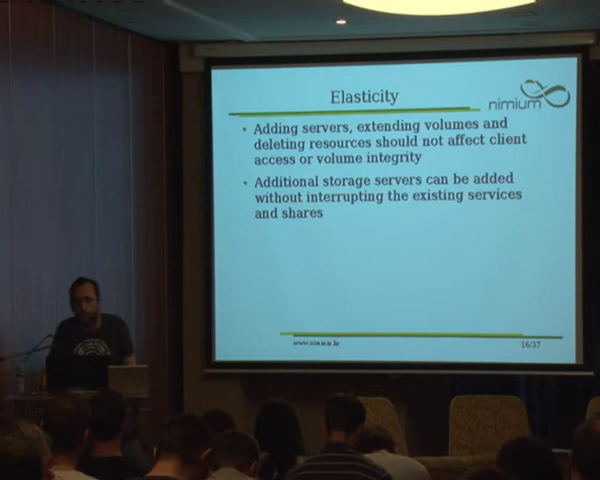 Elasticity
nimium
Adding servers, extending volumes and
deleting resources should not affect client
access or volume integrity
Additional storage servers can be added
without interrupting the existing services
and shares
16/37